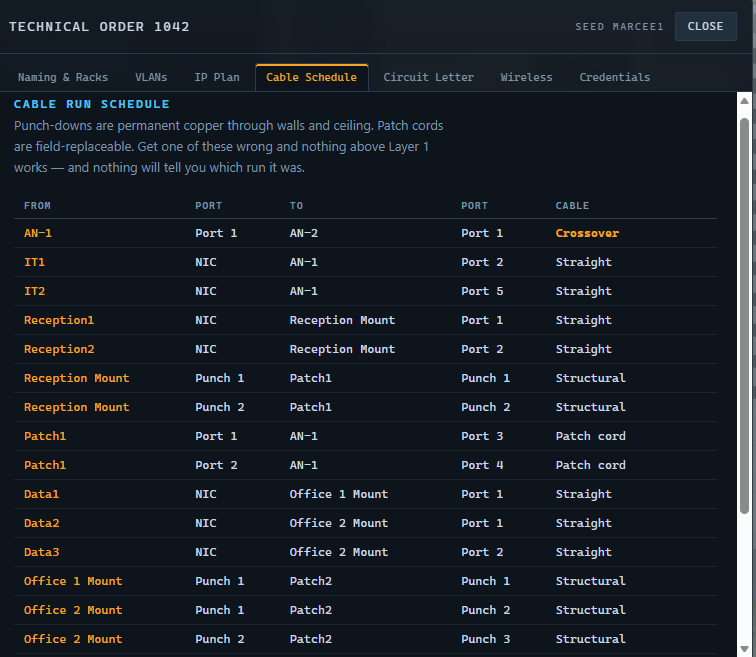 TECHNICAL ORDER 1042
SEED MARCEE1
CLOSE
Naming & Racks VLANs IP Plan Cable Schedule Circuit Letter Wireless Credentials
CABLE RUN SCHEDULE
Punch-downs are permanent copper through walls and ceiling. Patch cords
are field-replaceable. Get one of these wrong and nothing above Layer 1
works — and nothing will tell you which run it was.
FROM PORT TO PORT CABLE
AN-1 Port 1 AN-2 Port 1 Crossover
IT1 NIC AN-1 Port 2 Straight
IT2 NIC AN-1 Port 5 Straight
Reception1 NIC Reception Mount Port 1 Straight
Reception2 NIC Reception Mount Port 2 Straight
Reception Mount Punch 1 Patch1 Punch 1 Structural
Reception Mount Punch 2 Patch1 Punch 2 Structural
Patch1 Port 1 AN-1 Port 3 Patch cord
Patch1 Port 2 AN-1 Port 4 Patch cord
Data1 NIC Office 1 Mount Port 1 Straight
Data2 NIC Office 2 Mount Port 1 Straight
Data3 NIC Office 2 Mount Port 2 Straight
Office 1 Mount Punch 1 Patch2 Punch 1 Structural
Office 2 Mount Punch 1 Patch2 Punch 2 Structural
Office 2 Mount Punch 2 Patch2 Punch 3 Structural